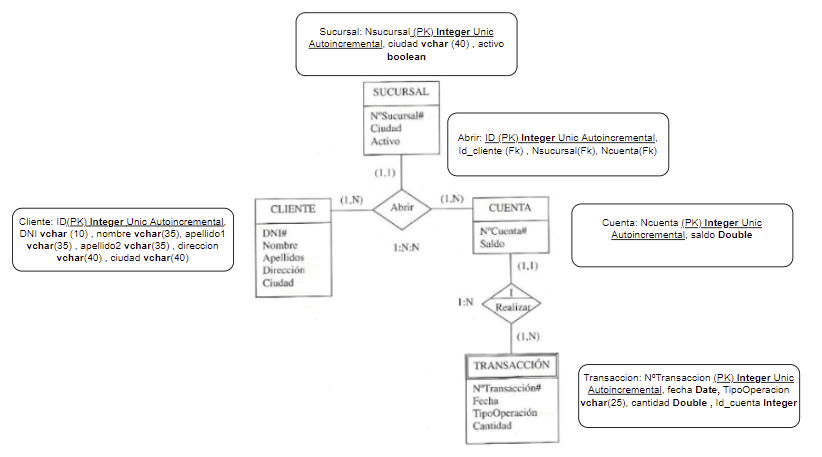 Sucursal: Nsucursal (PK) Integer Unic
Autoincremental, ciudad vchar (40) , activo
boolean
SUCURSAL
NºSucursal#
Ciudad
Activo
Abrir: ID (PK) Integer Unic Autoincremental,
Id_cliente (Fk) , Nsucursal(Fk), Ncuenta(Fk)
(1,1)
Cliente: ID(PK) Integer Unic Autoincremental,
DNI vchar (10) , nombre vchar(35), apellido1
vchar(35) , apellido2 vchar(35) , direccion
vchar(40) , ciudad vchar(40)
CLIENTE
DNI#
Nombre
Apellidos
Dirección
Ciudad
(1,N)
Abrir
(1,N)
1:N:N
CUENTA
NºCuenta#
Saldo
Cuenta: Ncuenta (PK) Integer Unic
Autoincremental, saldo Double
(1,1)
1:N
I
Realizar
(1,N)
TRANSACCIÓN
NºTransacción#
Fecha
TipoOperación
Cantidad
Transaccion: NºTransaccion (PK) Integer Unic
Autoincremental, fecha Date, TipoOperacion
vchar(25), cantidad Double , Id_cuenta Integer